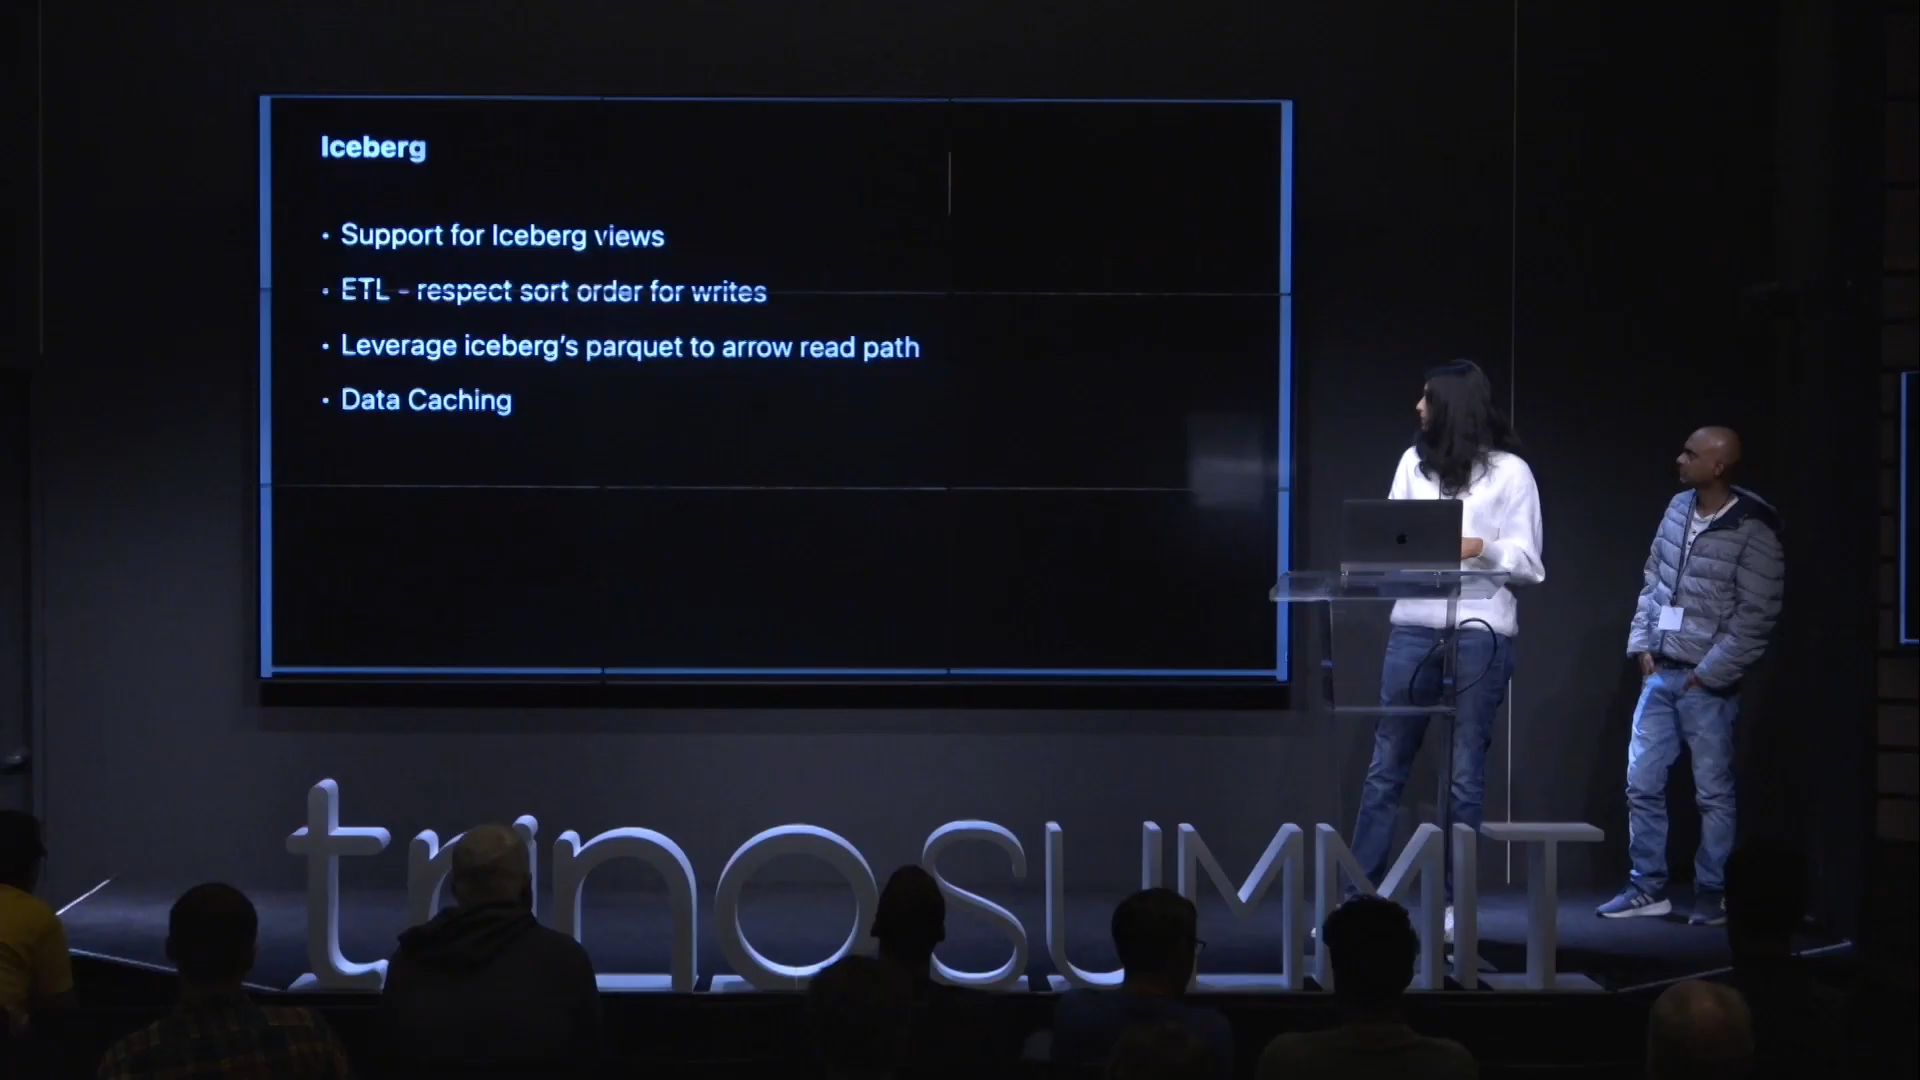 Iceberg
• Support for Iceberg views
• ETL - respect sort order for writes
• Leverage iceberg's parquet to arrow read path
• Data Caching
trino SUMMIT